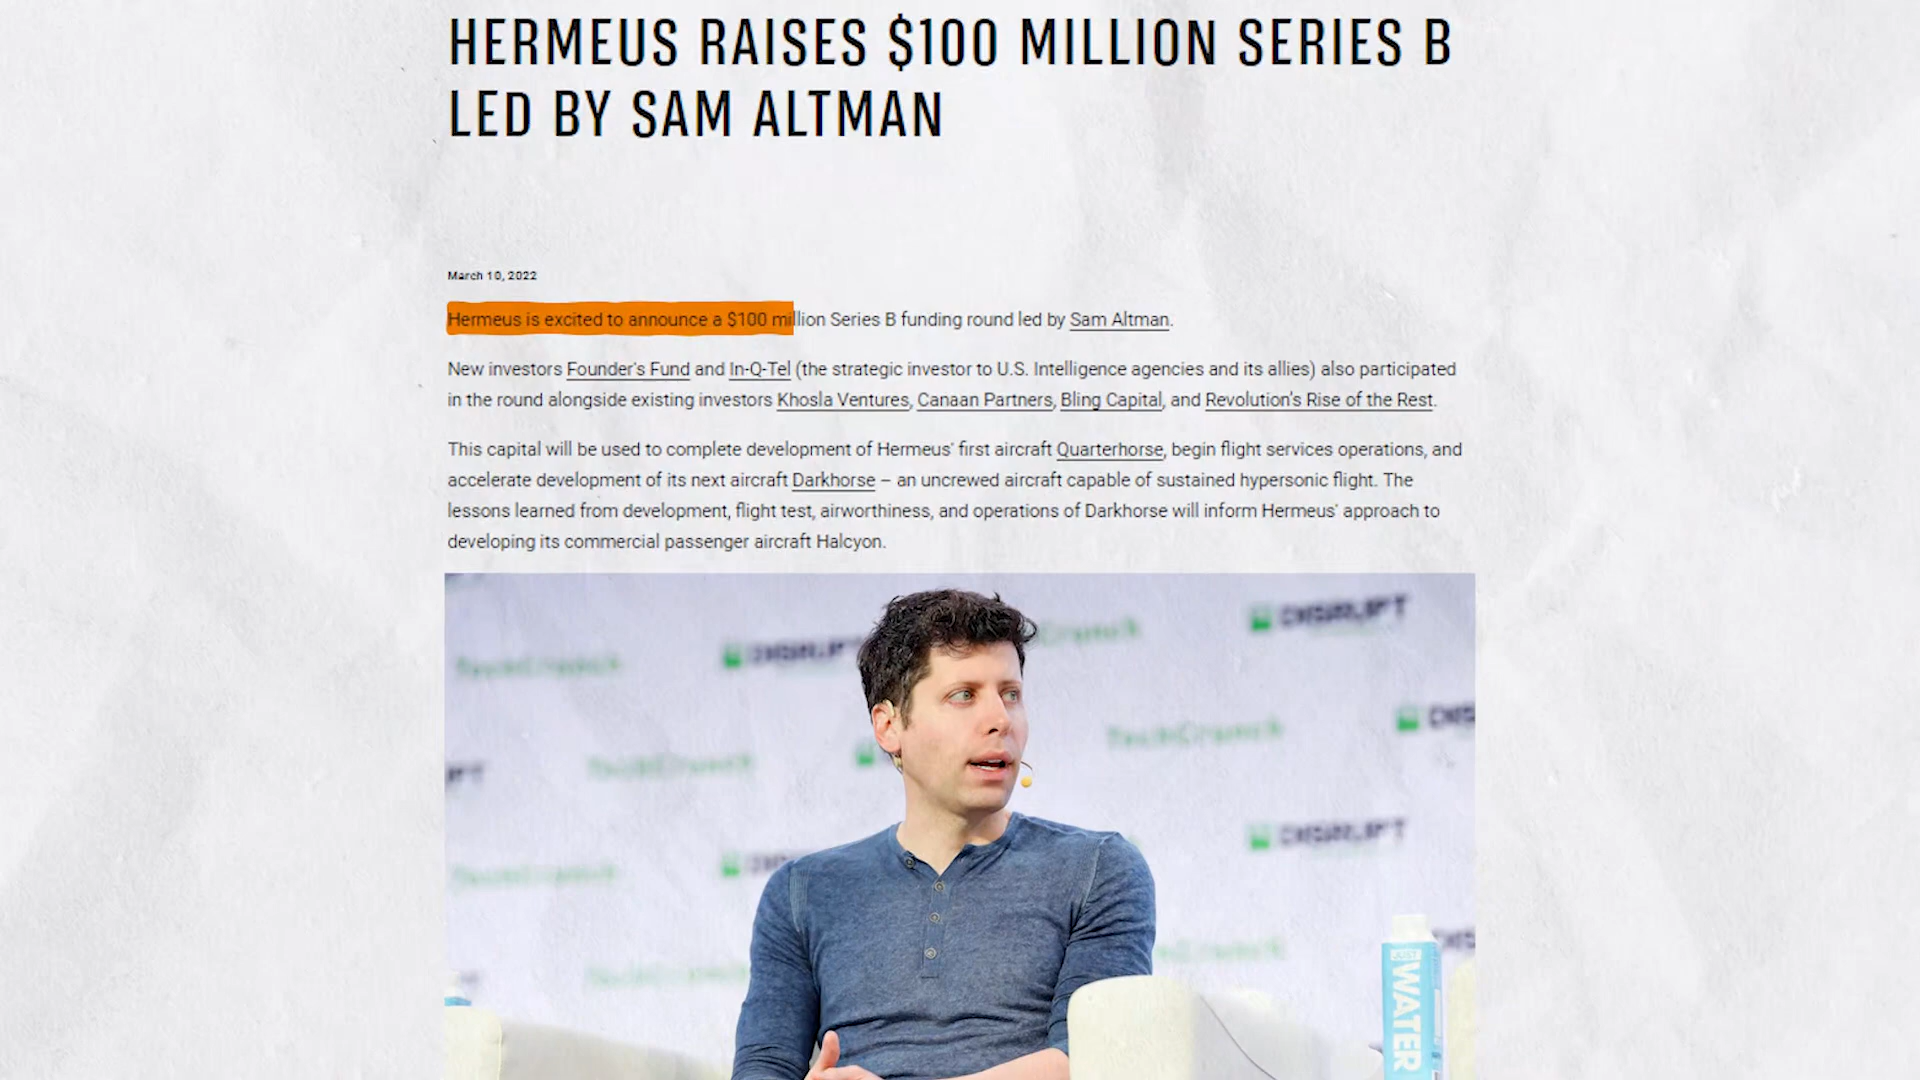 HERMEUS RAISES $100 MILLION SERIES B
LED BY SAM ALTMAN
March 10, 2022
Hermeus is excited to announce a $100 million Series B funding round led by Sam Altman.
New investors Founder's Fund and In-Q-Tel (the strategic investor to U.S. Intelligence agencies and its allies) also participated
in the round alongside existing investors Khosla Ventures, Canaan Partners, Bling Capital, and Revolution's Rise of the Rest.
This capital will be used to complete development of Hermeus' first aircraft Quarterhorse, begin flight services operations, and
accelerate development of its next aircraft Darkhorse – an uncrewed aircraft capable of sustained hypersonic flight. The
lessons learned from development, flight test, airworthiness, and operations of Darkhorse will inform Hermeus' approach to
developing its commercial passenger aircraft Halcyon.
DISRUPT
TechCrunch
TechCrunch
TechCrunch
DISRUPT
TechCrunch
JUST
WATER